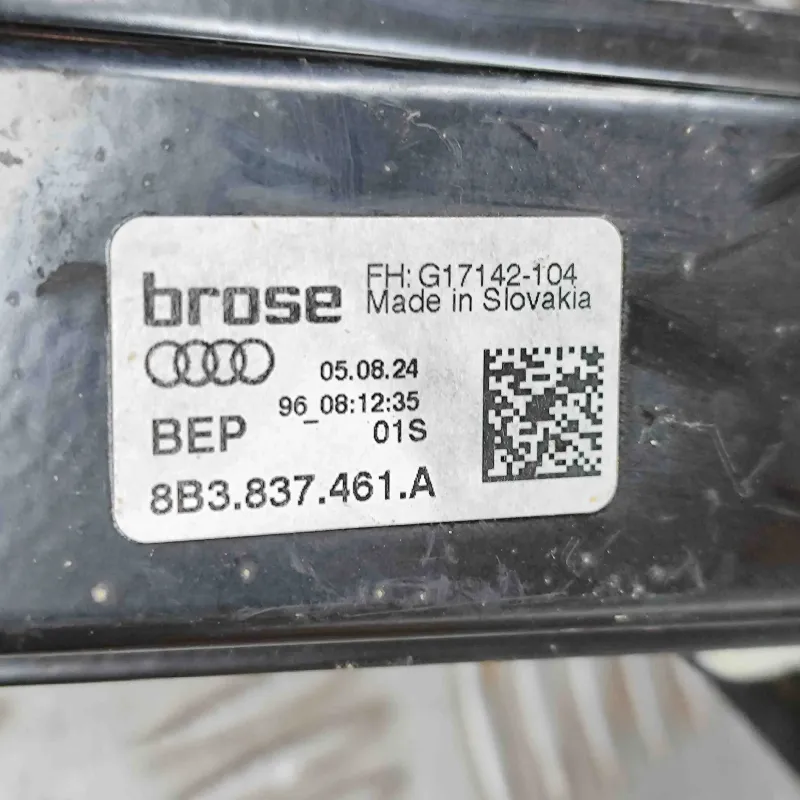 brose
FH: G17142-104
Made in Slovakia
05.08.24
96_08:12:35
BEP
01S
8B3.837.461.A